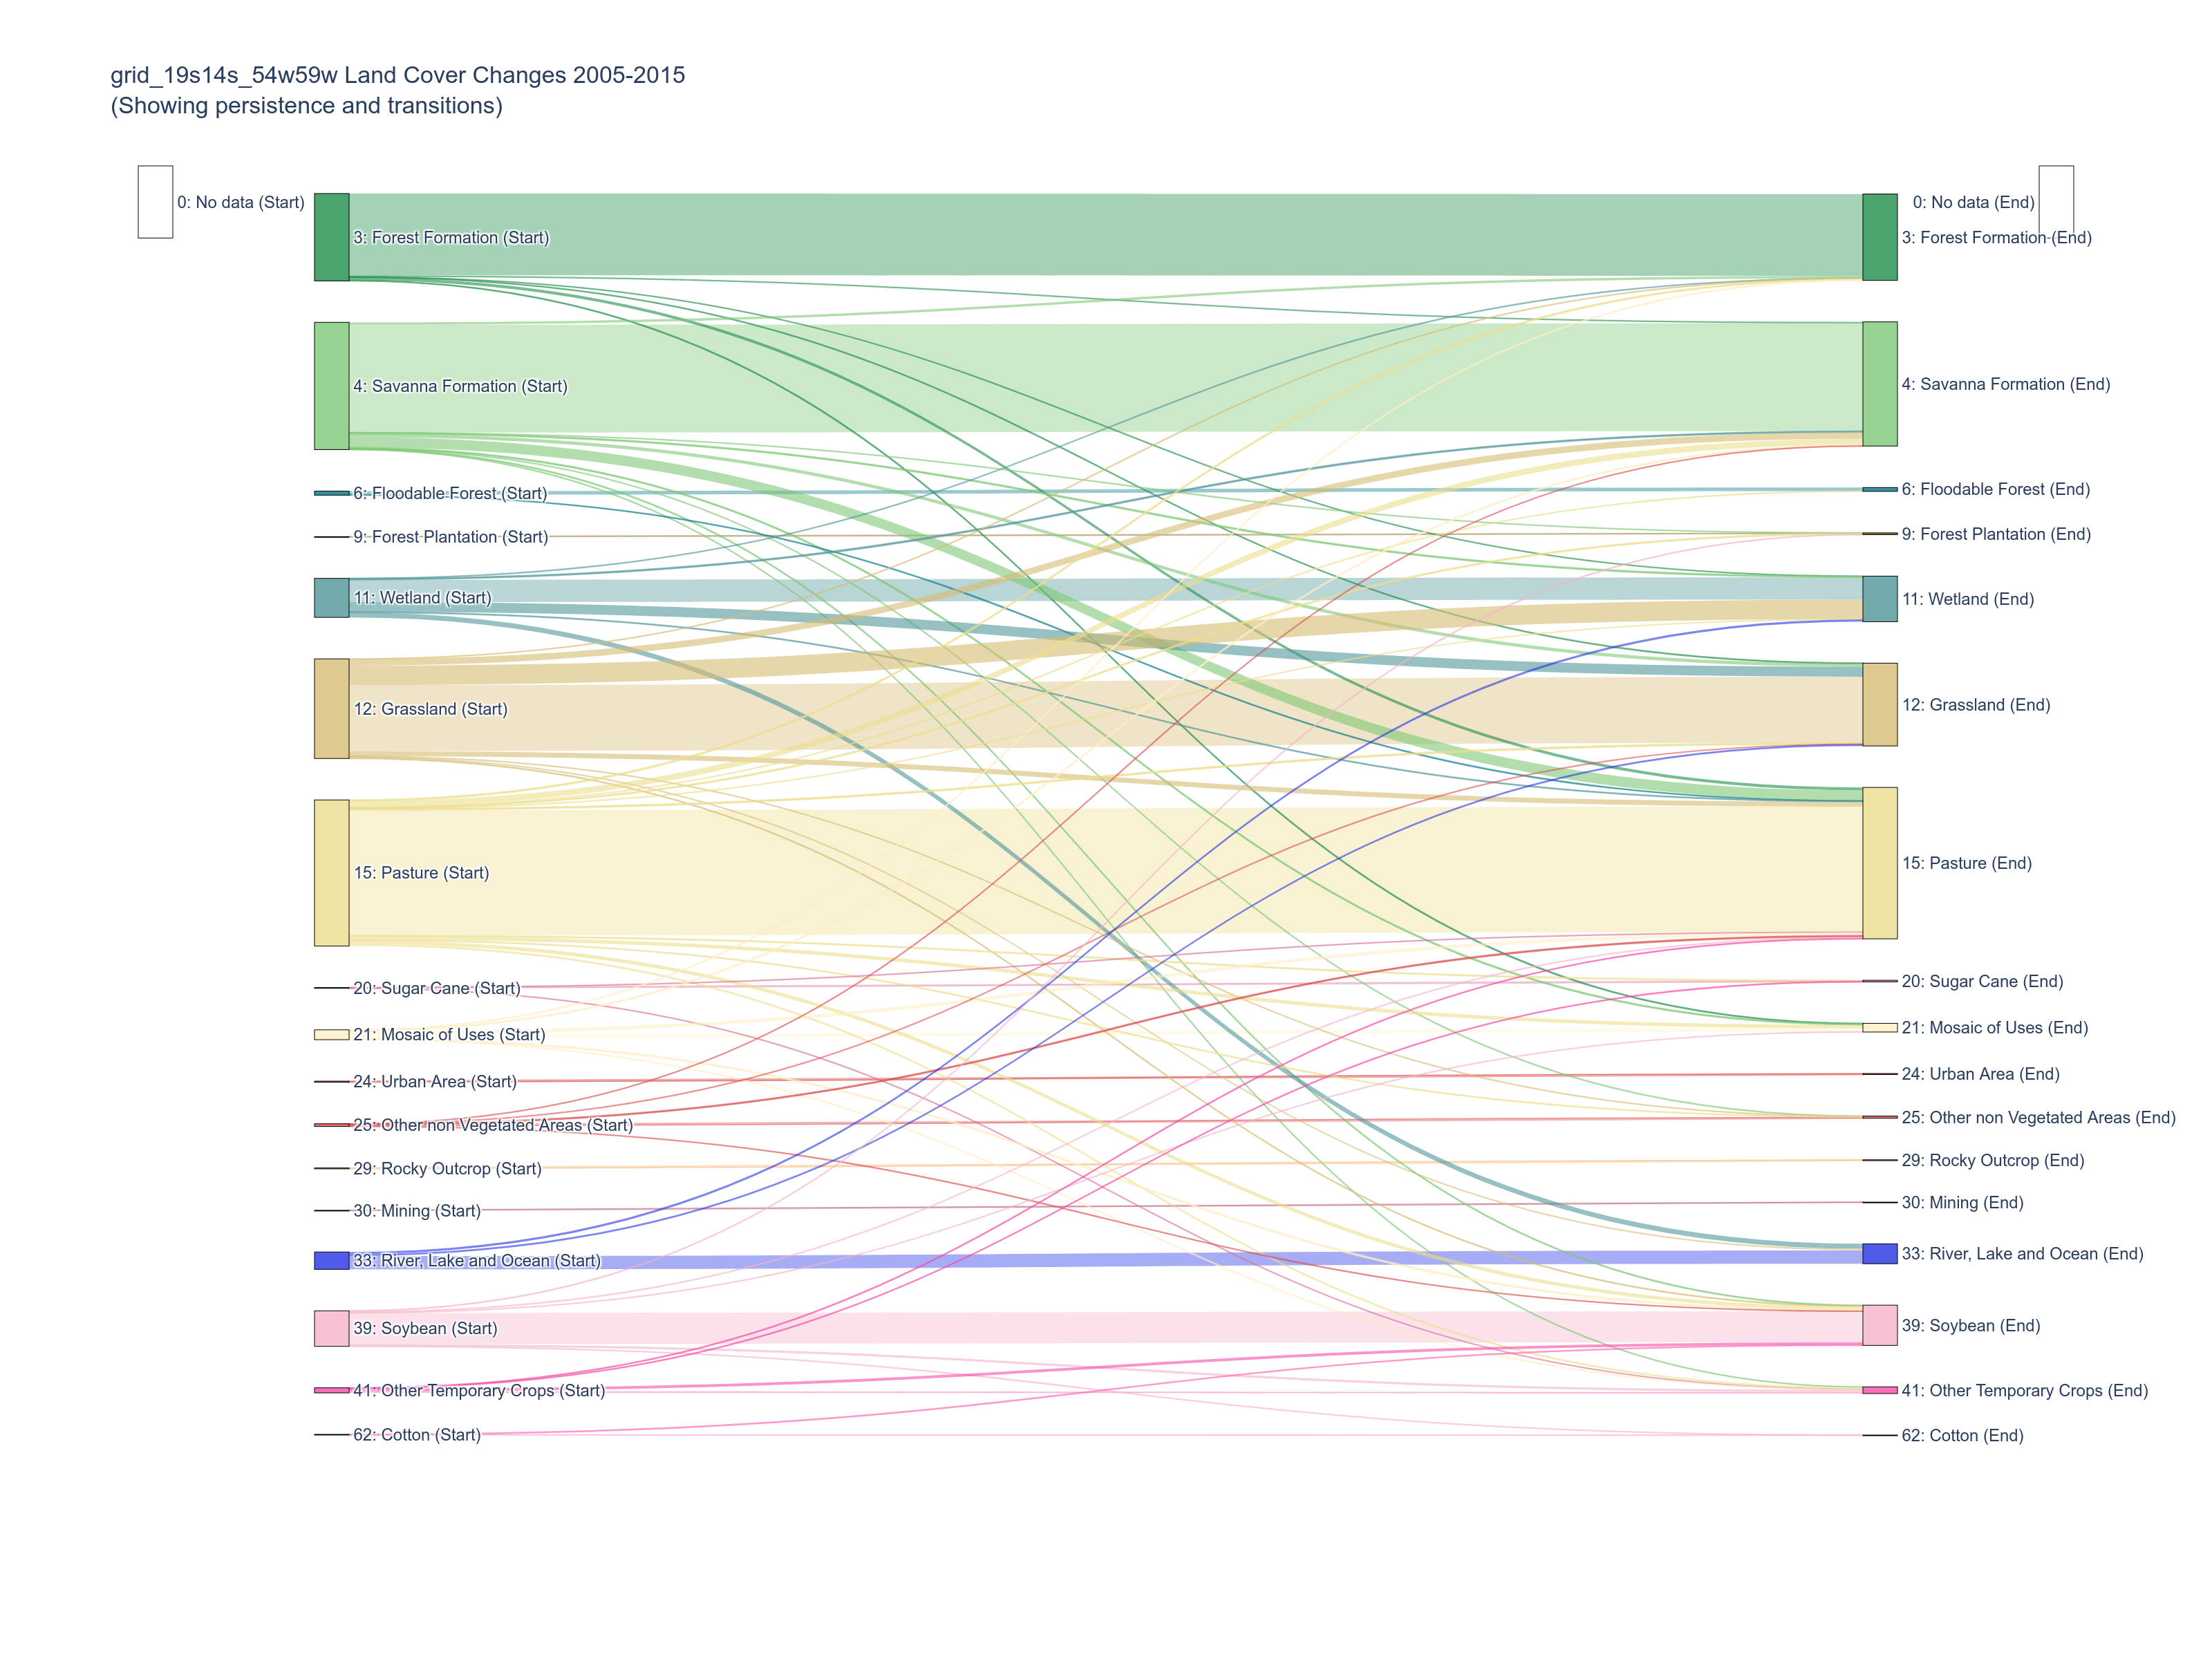 grid_19s14s_54w59w Land Cover Changes 2005-2015
(Showing persistence and transitions)
0: No data (Start)
0: No data (End)
3: Forest Formation (Start)
3: Forest Formation (End)
4: Savanna Formation (Start)
4: Savanna Formation (End)
6: Floodable Forest (Start)
6: Floodable Forest (End)
9: Forest Plantation (Start)
9: Forest Plantation (End)
11: Wetland (Start)
11: Wetland (End)
12: Grassland (Start)
12: Grassland (End)
15: Pasture (Start)
15: Pasture (End)
20: Sugar Cane (Start)
20: Sugar Cane (End)
21: Mosaic of Uses (Start)
21: Mosaic of Uses (End)
24: Urban Area (Start)
24: Urban Area (End)
25: Other non Vegetated Areas (Start)
25: Other non Vegetated Areas (End)
29: Rocky Outcrop (Start)
29: Rocky Outcrop (End)
30: Mining (Start)
30: Mining (End)
33: River, Lake and Ocean (Start)
33: River, Lake and Ocean (End)
39: Soybean (Start)
39: Soybean (End)
41: Other Temporary Crops (Start)
41: Other Temporary Crops (End)
62: Cotton (Start)
62: Cotton (End)